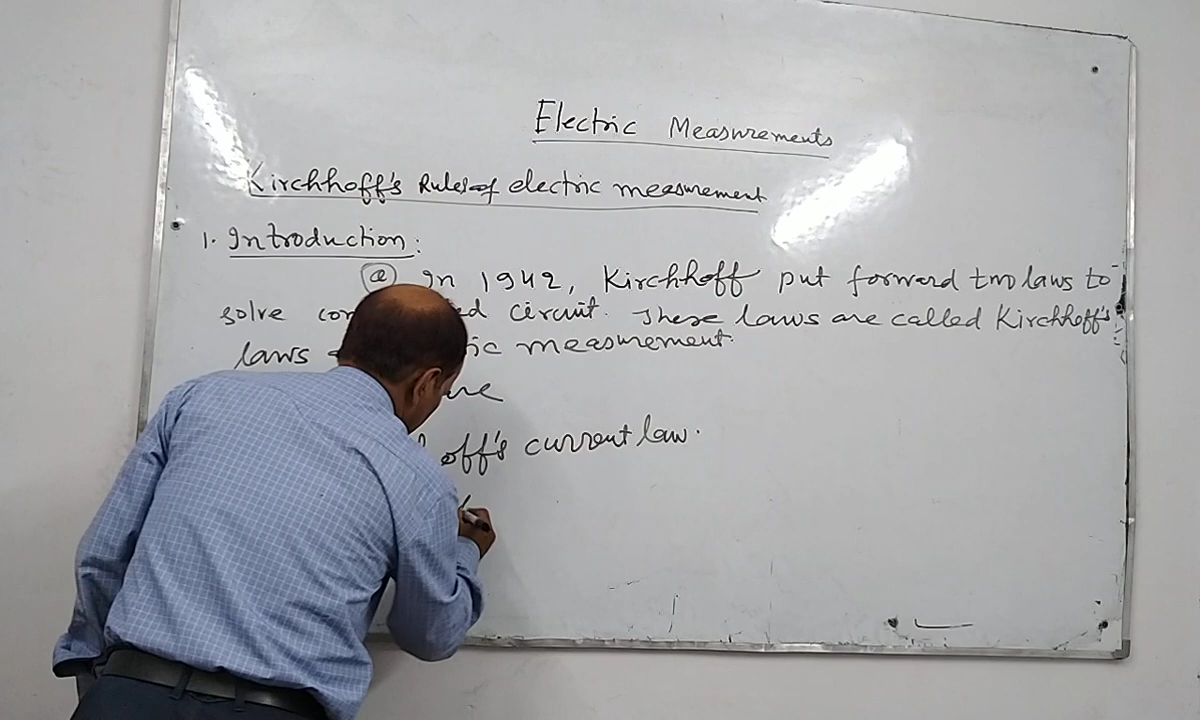 Electric Measurements
Kirchhoff's Rules of electric measurement
1. Introduction:
(a) In 1942, Kirchhoff put forward two laws to
solve circuit. These laws are called Kirchhoff's
laws measurement.
current law.